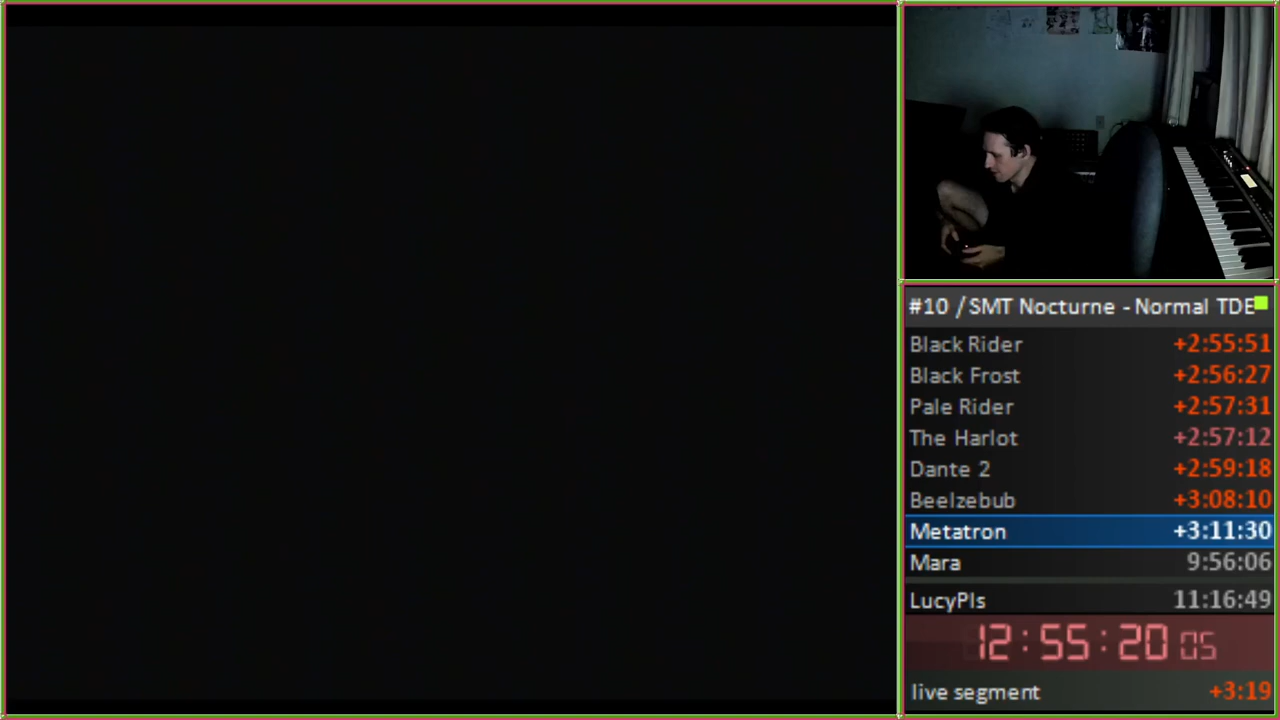 #10 / SMT Nocturne - Normal TDE
Black Rider +2:55:51
Black Frost +2:56:27
Pale Rider +2:57:31
The Harlot +2:57:12
Dante 2 +2:59:18
Beelzebub +3:08:10
Metatron +3:11:30
Mara 9:56:06
LucyPls 11:16:49
12:55:20 05
live segment +3:19